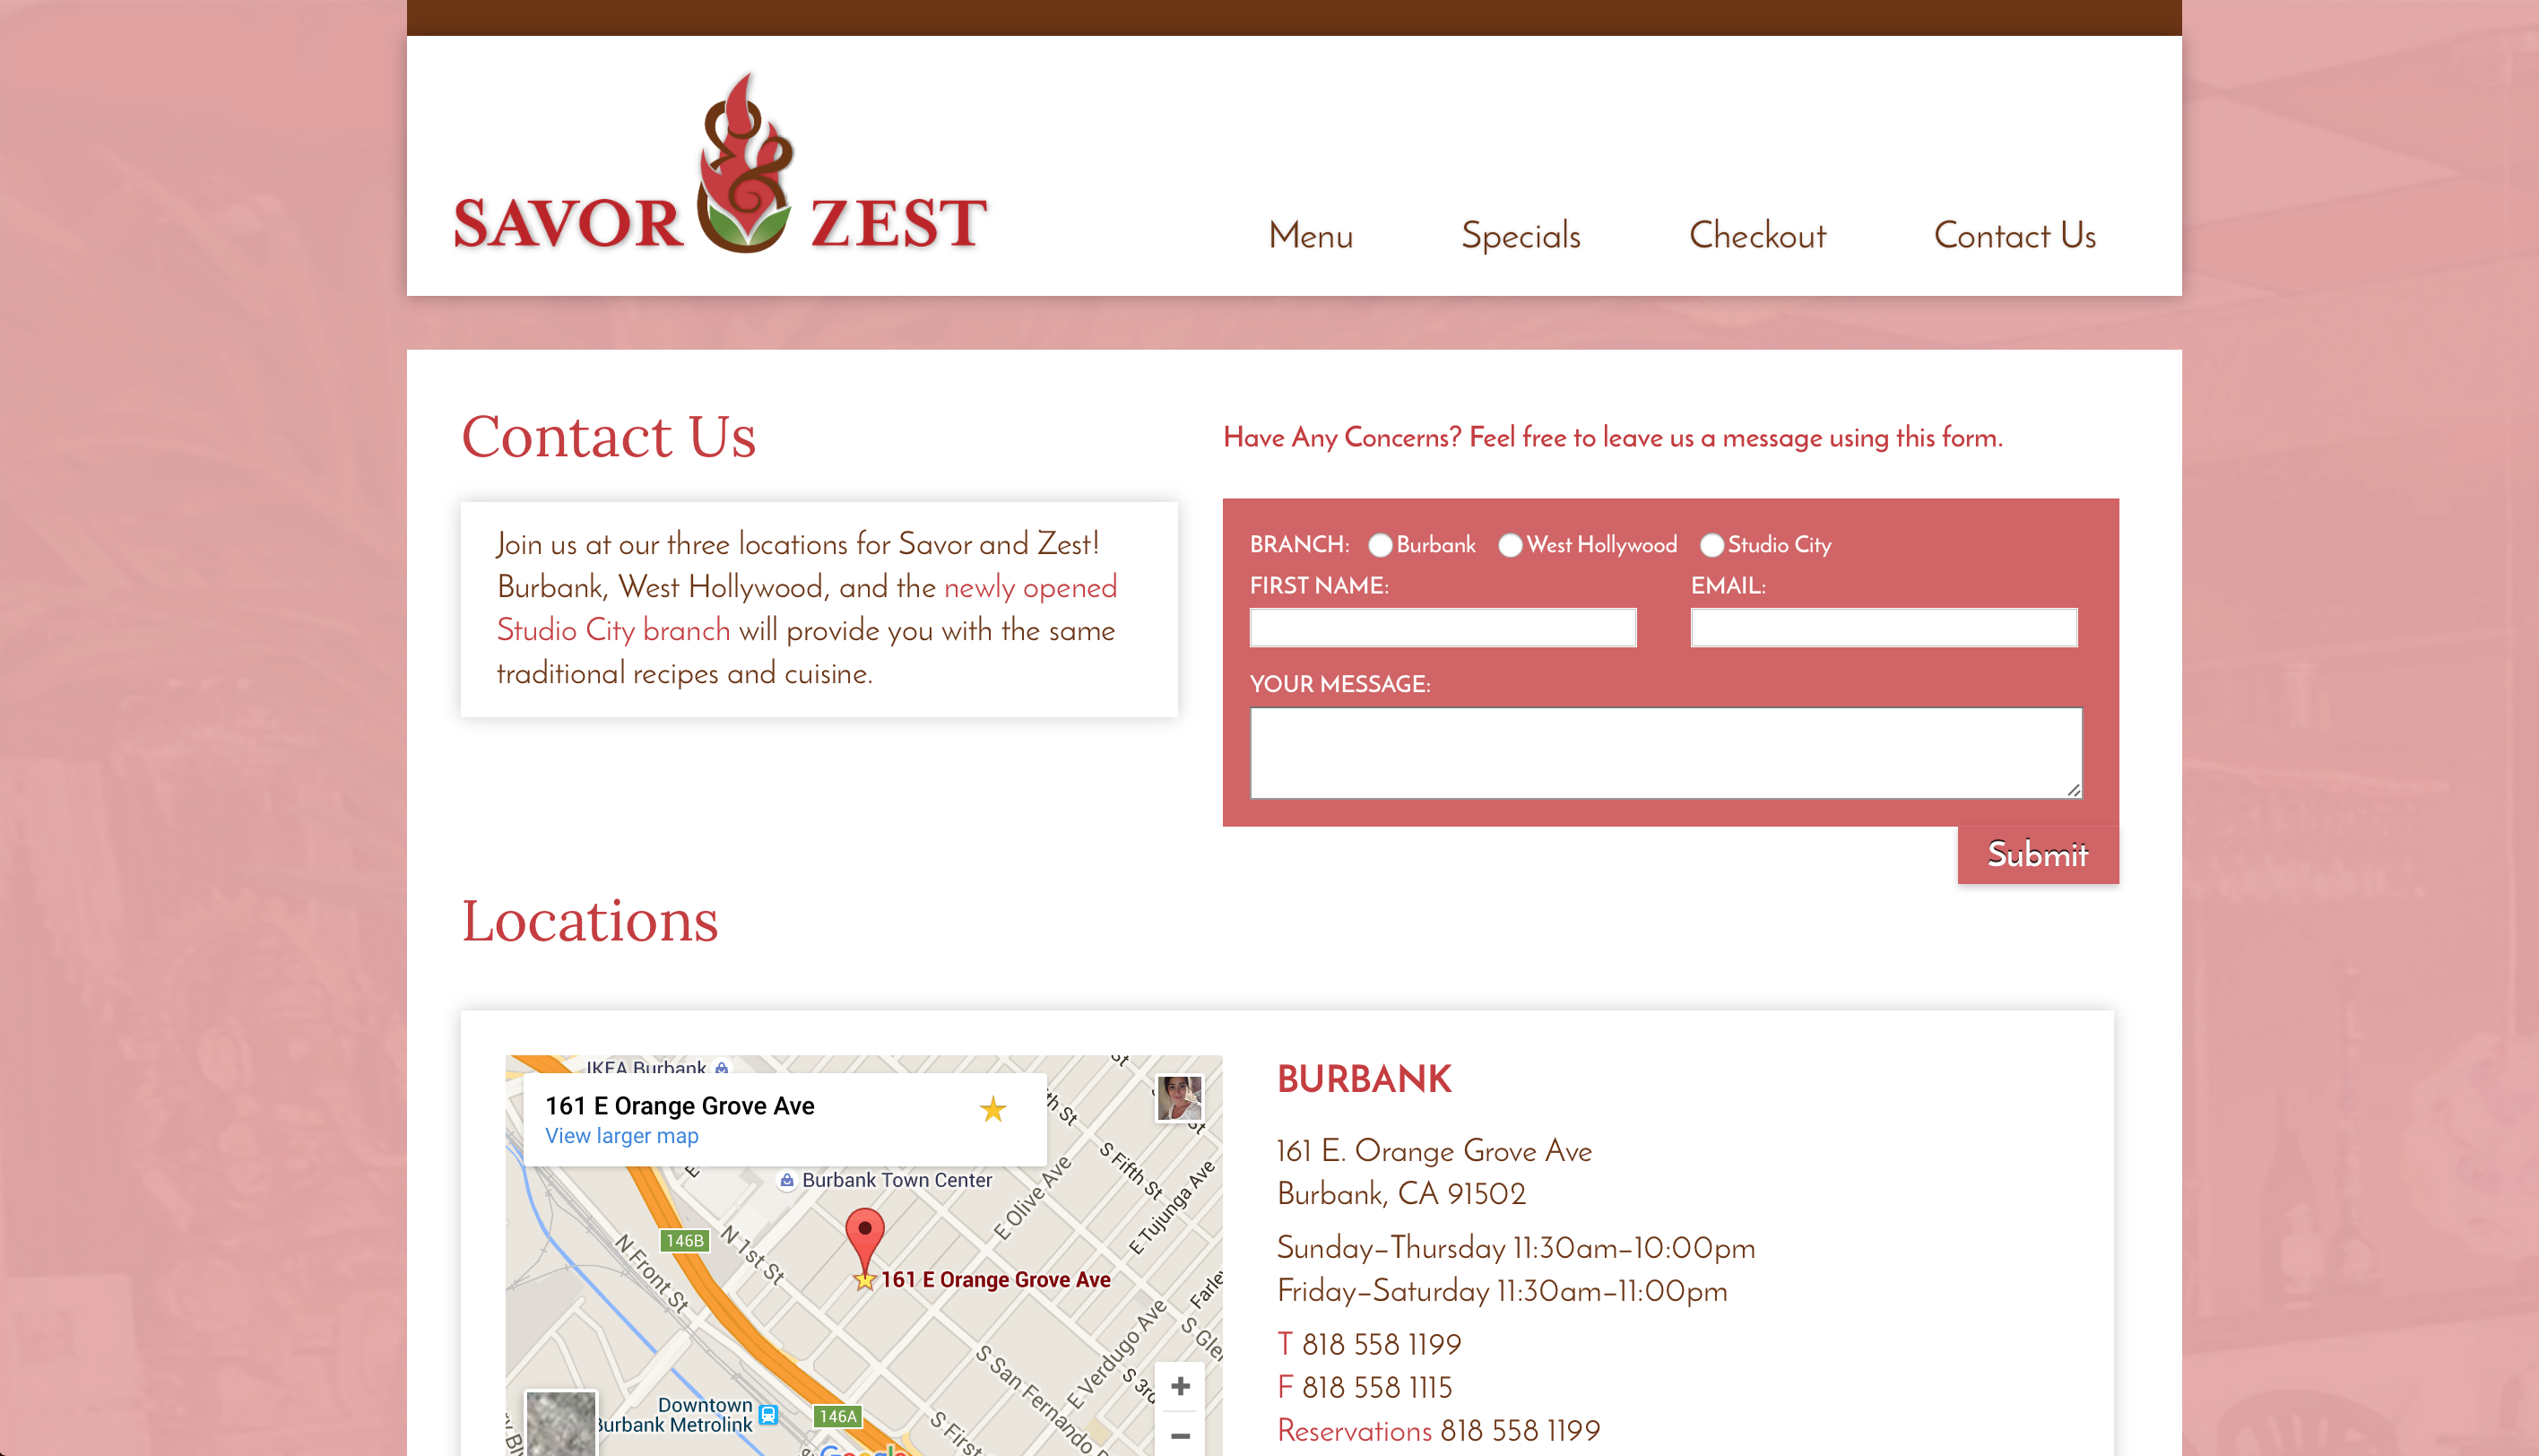 SAVOR ZEST
Menu Specials Checkout Contact Us
Contact Us
Join us at our three locations for Savor and Zest!
Burbank, West Hollywood, and the newly opened
Studio City branch will provide you with the same
traditional recipes and cuisine.
Have Any Concerns? Feel free to leave us a message using this form.
BRANCH: Burbank West Hollywood Studio City
FIRST NAME: EMAIL:
YOUR MESSAGE:
Submit
Locations
IKEA Burbank
161 E Orange Grove Ave
View larger map
Burbank Town Center
S Fifth St
E Tujunga Ave
E Olive Ave
146B
N 1st St
N Front St
161 E Orange Grove Ave
E Verdugo Ave
S San Fernando
S 3rd
Downtown
Burbank Metrolink
146A
S First
Google
BURBANK
161 E. Orange Grove Ave
Burbank, CA 91502
Sunday–Thursday 11:30am–10:00pm
Friday–Saturday 11:30am–11:00pm
T 818 558 1199
F 818 558 1115
Reservations 818 558 1199